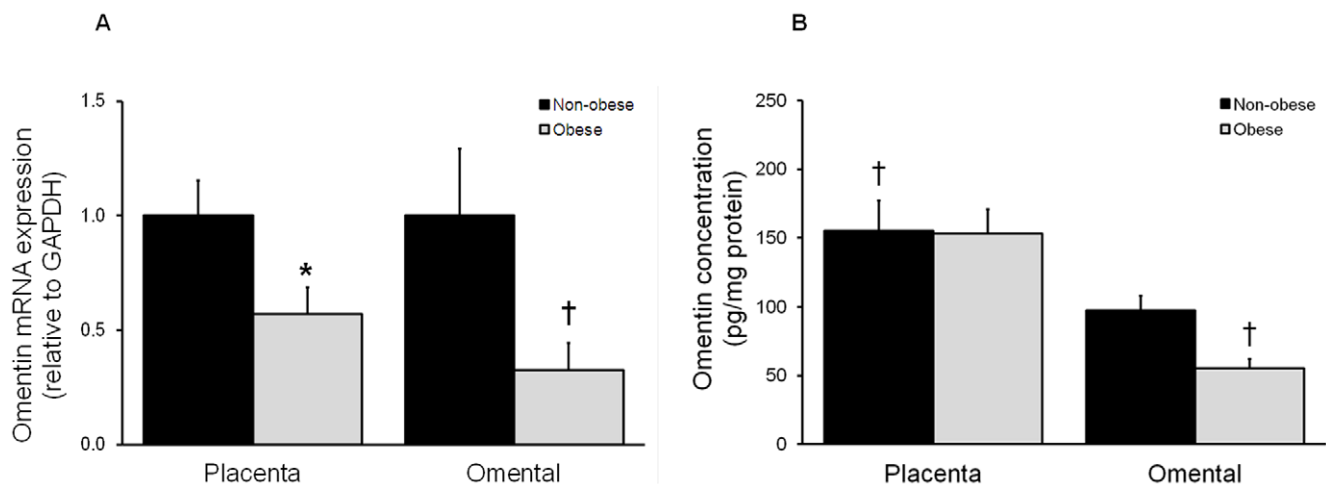 A
Omentin mRNA expression
(relative to GAPDH)
1.5
1.0
0.5
0.0
Non-obese
Obese
*
†
Placenta
Omental
B
Omentin concentration
(pg/mg protein)
250
200
150
100
50
0
Non-obese
Obese
†
†
Placenta
Omental